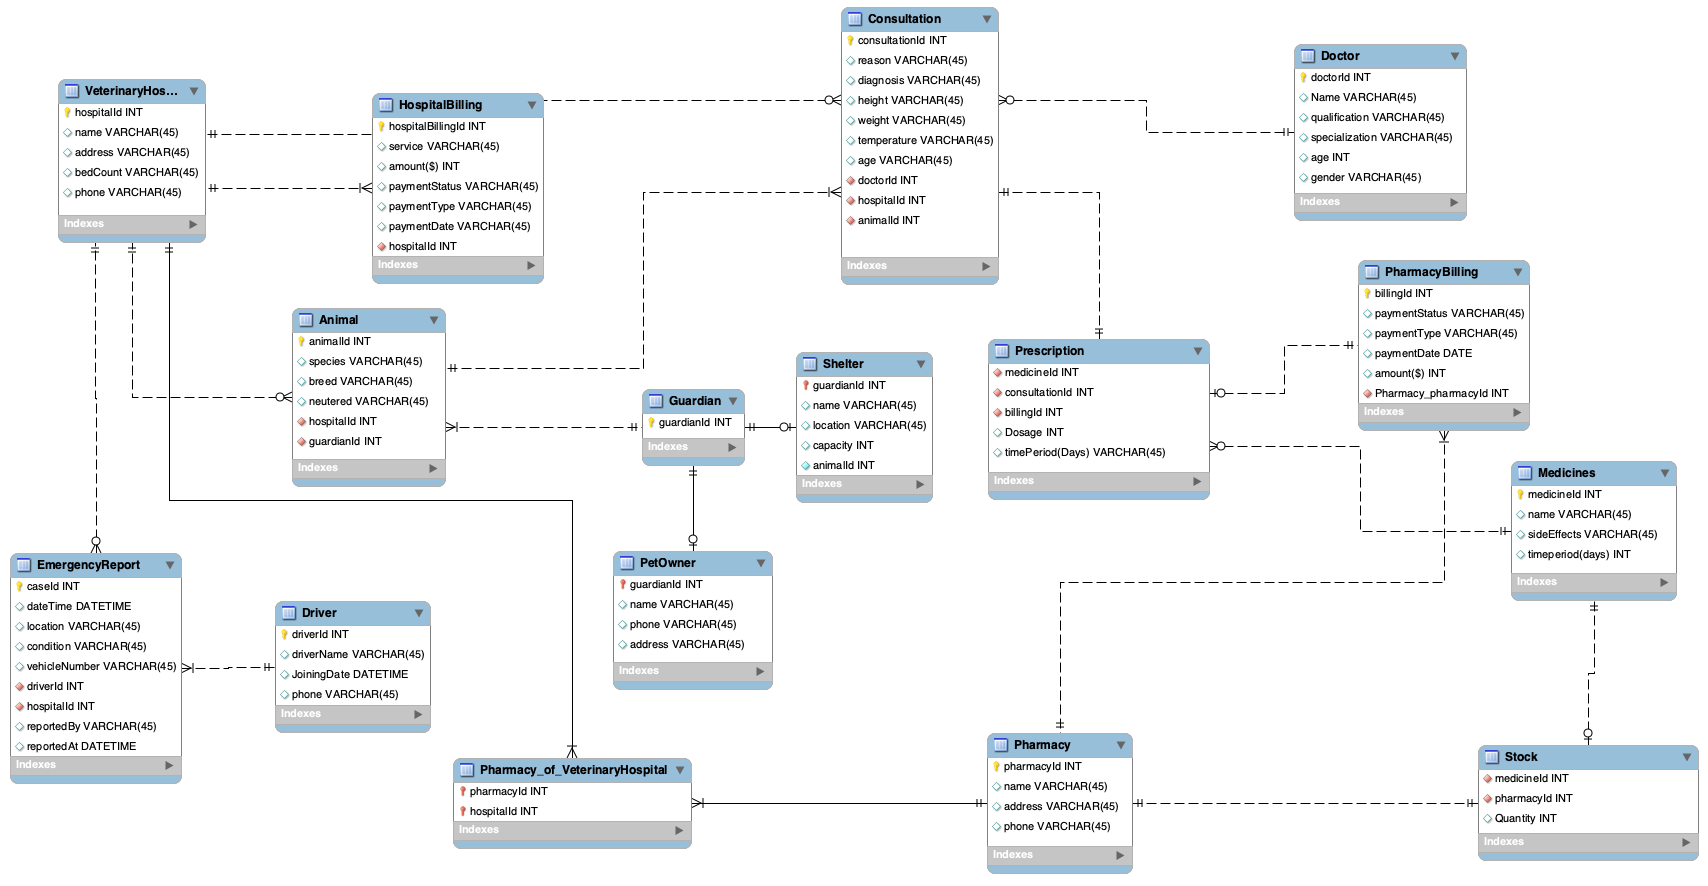 Consultation
consultationId INT
reason VARCHAR(45)
diagnosis VARCHAR(45)
height VARCHAR(45)
weight VARCHAR(45)
temperature VARCHAR(45)
age VARCHAR(45)
doctorId INT
hospitalId INT
animalId INT
Indexes
Doctor
doctorId INT
Name VARCHAR(45)
qualification VARCHAR(45)
specialization VARCHAR(45)
age INT
gender VARCHAR(45)
Indexes
VeterinaryHos...
hospitalId INT
name VARCHAR(45)
address VARCHAR(45)
bedCount VARCHAR(45)
phone VARCHAR(45)
Indexes
HospitalBilling
hospitalBillingId INT
service VARCHAR(45)
amount($) INT
paymentStatus VARCHAR(45)
paymentType VARCHAR(45)
paymentDate VARCHAR(45)
hospitalId INT
Indexes
PharmacyBilling
billingId INT
paymentStatus VARCHAR(45)
paymentType VARCHAR(45)
paymentDate DATE
amount($) INT
Pharmacy_pharmacyId INT
Indexes
Animal
animalId INT
species VARCHAR(45)
breed VARCHAR(45)
neutered VARCHAR(45)
hospitalId INT
guardianId INT
Indexes
Prescription
medicineId INT
consultationId INT
billingId INT
Dosage INT
timePeriod(Days) VARCHAR(45)
Indexes
Shelter
guardianId INT
name VARCHAR(45)
location VARCHAR(45)
capacity INT
animalId INT
Indexes
Guardian
guardianId INT
Indexes
Medicines
medicineId INT
name VARCHAR(45)
sideEffects VARCHAR(45)
timeperiod(days) INT
Indexes
EmergencyReport
caseId INT
dateTime DATETIME
location VARCHAR(45)
condition VARCHAR(45)
vehicleNumber VARCHAR(45)
driverId INT
hospitalId INT
reportedBy VARCHAR(45)
reportedAt DATETIME
Indexes
PetOwner
guardianId INT
name VARCHAR(45)
phone VARCHAR(45)
address VARCHAR(45)
Indexes
Driver
driverId INT
driverName VARCHAR(45)
JoiningDate DATETIME
phone VARCHAR(45)
Indexes
Pharmacy
pharmacyId INT
name VARCHAR(45)
address VARCHAR(45)
phone VARCHAR(45)
Indexes
Stock
medicineId INT
pharmacyId INT
Quantity INT
Indexes
Pharmacy_of_VeterinaryHospital
pharmacyId INT
hospitalId INT
Indexes